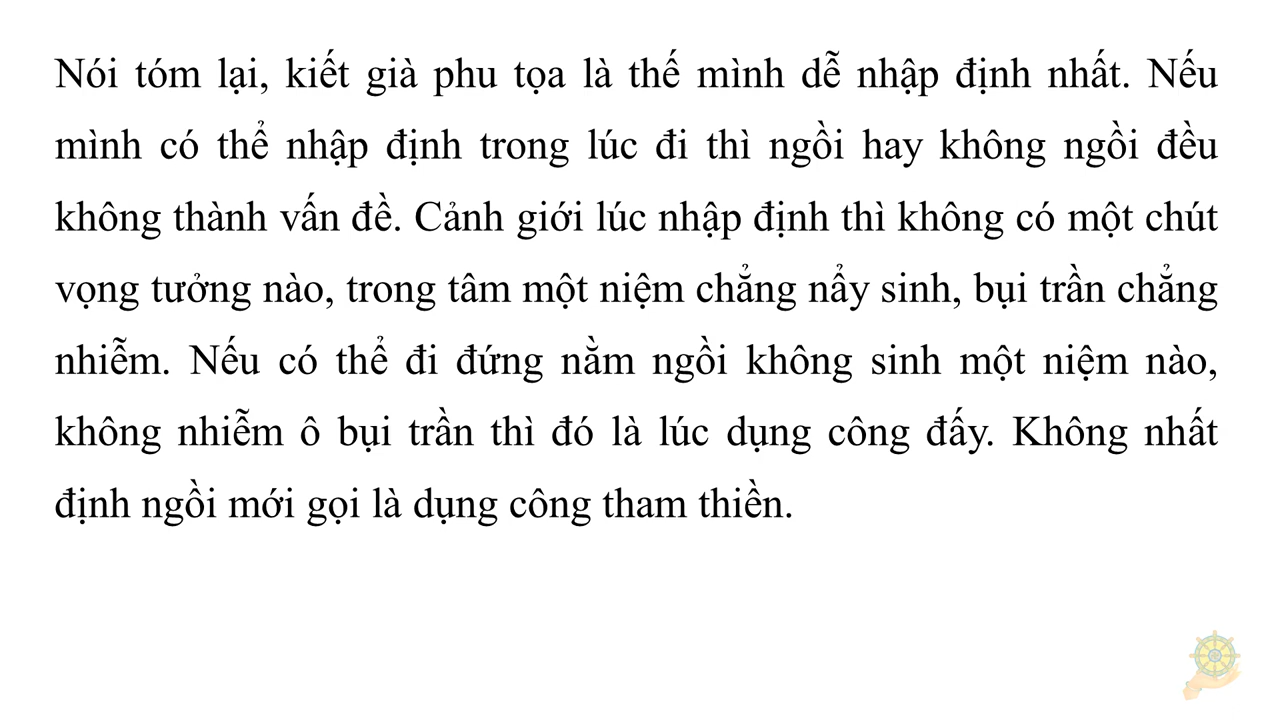 Nói tóm lại, kiết già phu tọa là thế mình dễ nhập định nhất. Nếu
mình có thể nhập định trong lúc đi thì ngồi hay không ngồi đều
không thành vấn đề. Cảnh giới lúc nhập định thì không có một chút
vọng tưởng nào, trong tâm một niệm chẳng nẩy sinh, bụi trần chẳng
nhiễm. Nếu có thể đi đứng nằm ngồi không sinh một niệm nào,
không nhiễm ô bụi trần thì đó là lúc dụng công đấy. Không nhất
định ngồi mới gọi là dụng công tham thiền.